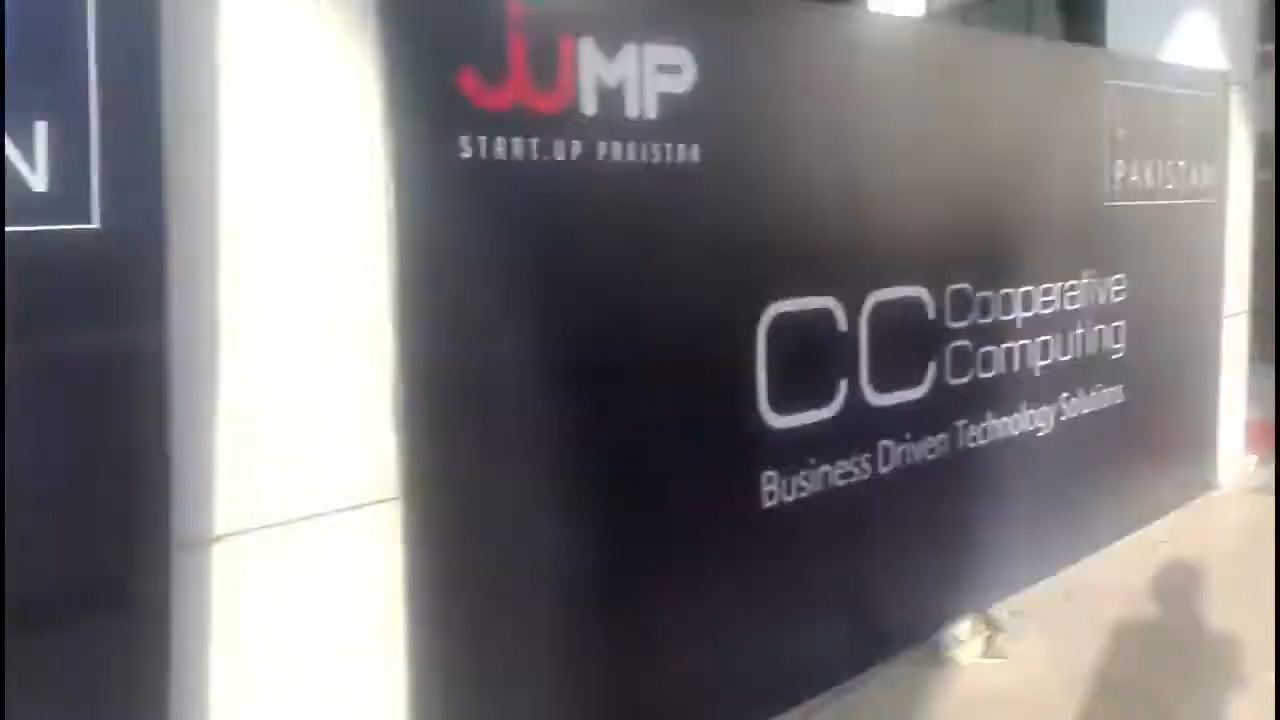 N
JUMP
START.UP PAKISTAN
PAKISTAN
CC Cooperative
Computing
Business Driven Technology Solutions